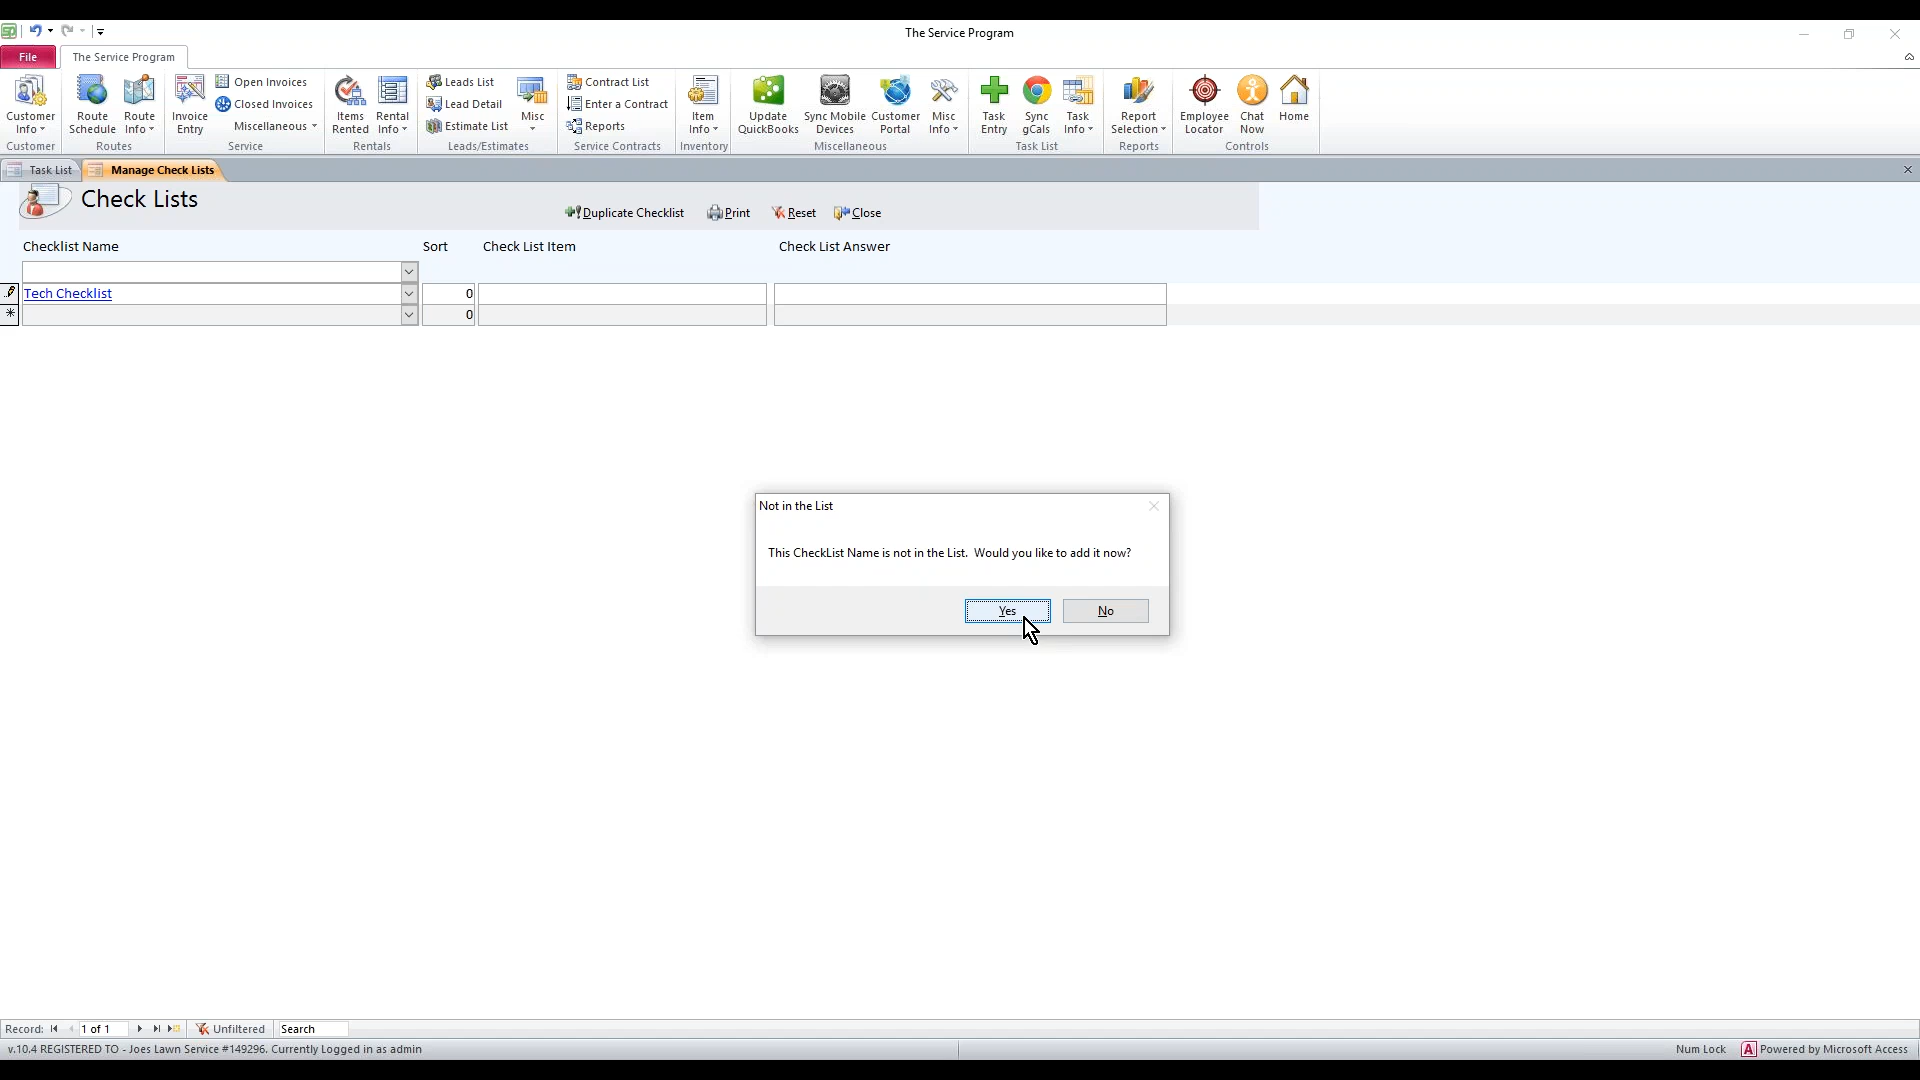 The Service Program
File
The Service Program
Customer Info
Route Schedule
Route Info
Invoice Entry
Open Invoices
Closed Invoices
Miscellaneous
Items Rented
Rental Info
Leads List
Lead Detail
Estimate List
Misc
Contract List
Enter a Contract
Reports
Item Info
Update QuickBooks
Sync Mobile Devices
Customer Portal
Misc Info
Task Entry
Sync gCals
Task Info
Report Selection
Employee Locator
Chat Now
Home
Customer
Routes
Service
Rentals
Leads/Estimates
Service Contracts
Inventory
Miscellaneous
Task List
Reports
Controls
Task List
Manage Check Lists
Check Lists
Duplicate Checklist
Print
Reset
Close
Checklist Name
Sort
Check List Item
Check List Answer
Tech Checklist
0
0
Not in the List
This CheckList Name is not in the List.  Would you like to add it now?
Yes
No
Record:
1 of 1
Unfiltered
Search
v.10.4 REGISTERED TO - Joes Lawn Service #149296. Currently Logged in as admin
Num Lock
A
Powered by Microsoft Access